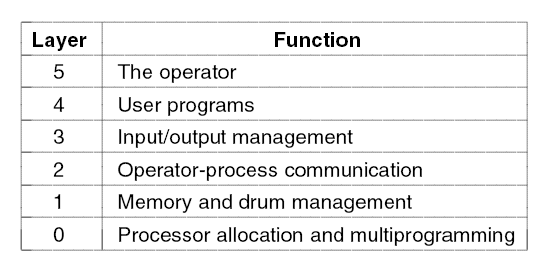 Layer Function
5 The operator
4 User programs
3 Input/output management
2 Operator-process communication
1 Memory and drum management
0 Processor allocation and multiprogramming